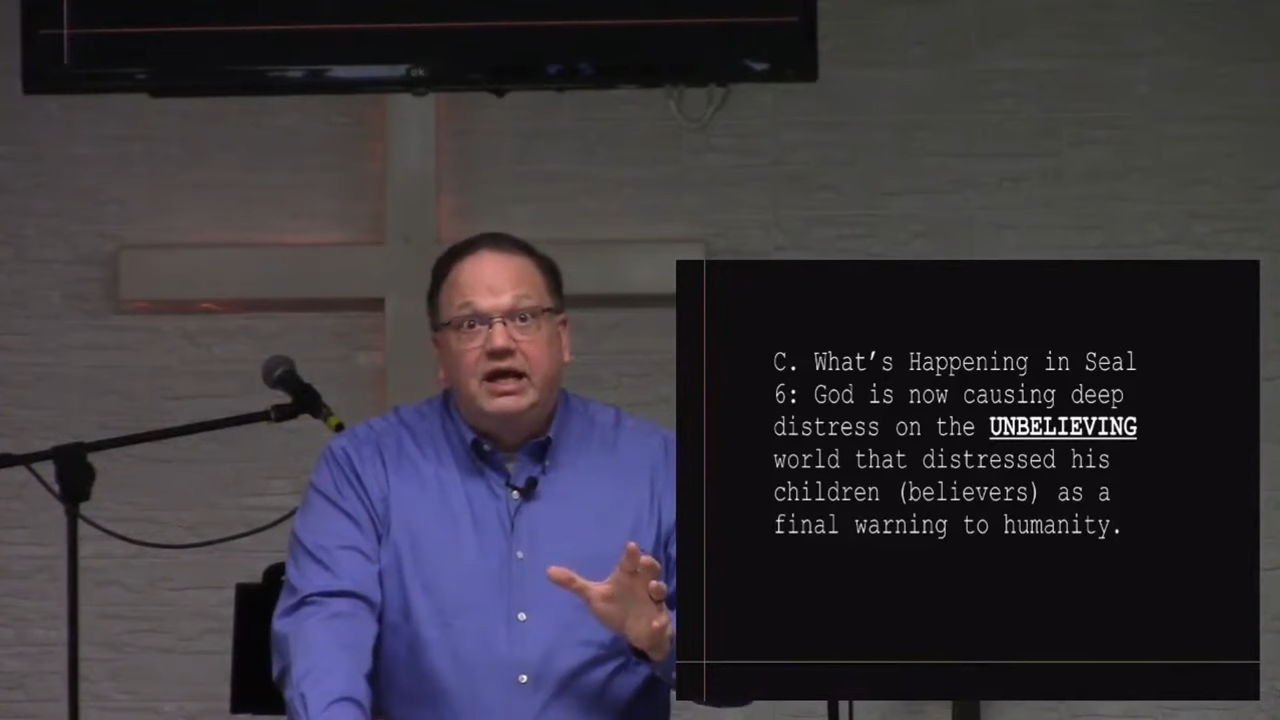 C. What’s Happening in Seal
6: God is now causing deep
distress on the UNBELIEVING
world that distressed his
children (believers) as a
final warning to humanity.